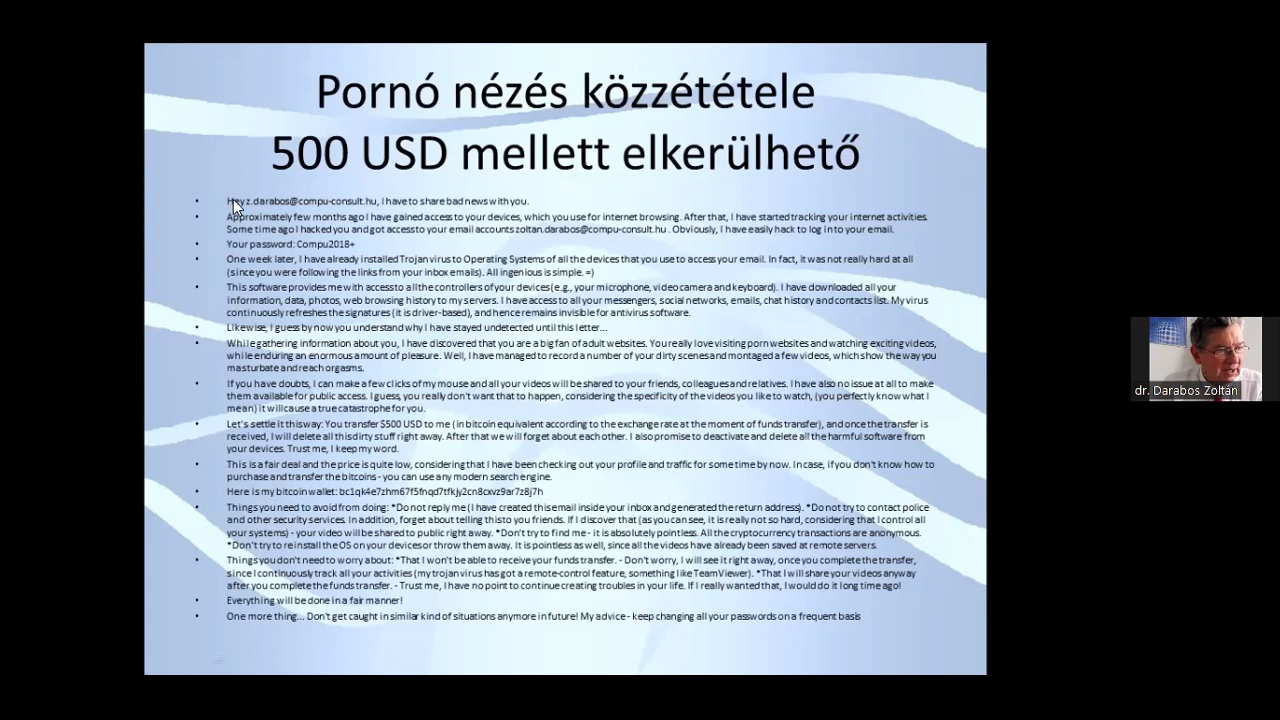 Pornó nézés közzététele
500 USD mellett elkerülhető
• Hey z.darabos@compu-consult.hu, I have to share bad news with you.
• Approximately few months ago I have gained access to your devices, which you use for internet browsing. After that, I have started tracking your internet activities.
Some time ago I hacked you and got access to your email accounts zoltan.darabos@compu-consult.hu . Obviously, I have easily hack to log in to your email.
• Your password: Compu2018+
• One week later, I have already installed Trojan virus to Operating Systems of all the devices that you use to access your email. In fact, it was not really hard at all
(since you were following the links from your inbox emails). All ingenious is simple. =)
• This software provides me with access to all the controllers of your devices (e.g., your microphone, video camera and keyboard). I have downloaded all your
information, data, photos, web browsing history to my servers. I have access to all your messengers, social networks, emails, chat history and contacts list. My virus
continuously refreshes the signatures (it is driver-based), and hence remains invisible for antivirus software.
• Likewise, I guess by now you understand why I have stayed undetected until this letter...
• While gathering information about you, I have discovered that you are a big fan of adult websites. You really love visiting porn websites and watching exciting videos,
while enduring an enormous amount of pleasure. Well, I have managed to record a number of your dirty scenes and montaged a few videos, which show the way you
masturbate and reach orgasms.
• If you have doubts, I can make a few clicks of my mouse and all your videos will be shared to your friends, colleagues and relatives. I have also no issue at all to make
them available for public access. I guess, you really don't want that to happen, considering the specificity of the videos you like to watch, (you perfectly know what I
mean) it will cause a true catastrophe for you.
• Let's settle it this way: You transfer $500 USD to me (in bitcoin equivalent according to the exchange rate at the moment of funds transfer), and once the transfer is
received, I will delete all this dirty stuff right away. After that we will forget about each other. I also promise to deactivate and delete all the harmful software from
your devices. Trust me, I keep my word.
• This is a fair deal and the price is quite low, considering that I have been checking out your profile and traffic for some time by now. In case, if you don't know how to
purchase and transfer the bitcoins - you can use any modern search engine.
• Here is my bitcoin wallet: bc1qk4e7zhm67f5fnqd7tfkjy2cn8cxvz9ar7z8j7h
• Things you need to avoid from doing: *Do not reply me (I have created this email inside your inbox and generated the return address). *Do not try to contact police
and other security services. In addition, forget about telling this to you friends. If I discover that (as you can see, it is really not so hard, considering that I control all
your systems) - your video will be shared to public right away. *Don't try to find me - it is absolutely pointless. All the cryptocurrency transactions are anonymous.
*Don't try to reinstall the OS on your devices or throw them away. It is pointless as well, since all the videos have already been saved at remote servers.
• Things you don't need to worry about: *That I won't be able to receive your funds transfer. - Don't worry, I will see it right away, once you complete the transfer,
since I continuously track all your activities (my trojan virus has got a remote-control feature, something like TeamViewer). *That I will share your videos anyway
after you complete the funds transfer. - Trust me, I have no point to continue creating troubles in your life. If I really wanted that, I would do it long time ago!
• Everything will be done in a fair manner!
• One more thing... Don't get caught in similar kind of situations anymore in future! My advice - keep changing all your passwords on a frequent basis
dr. Darabos Zoltán